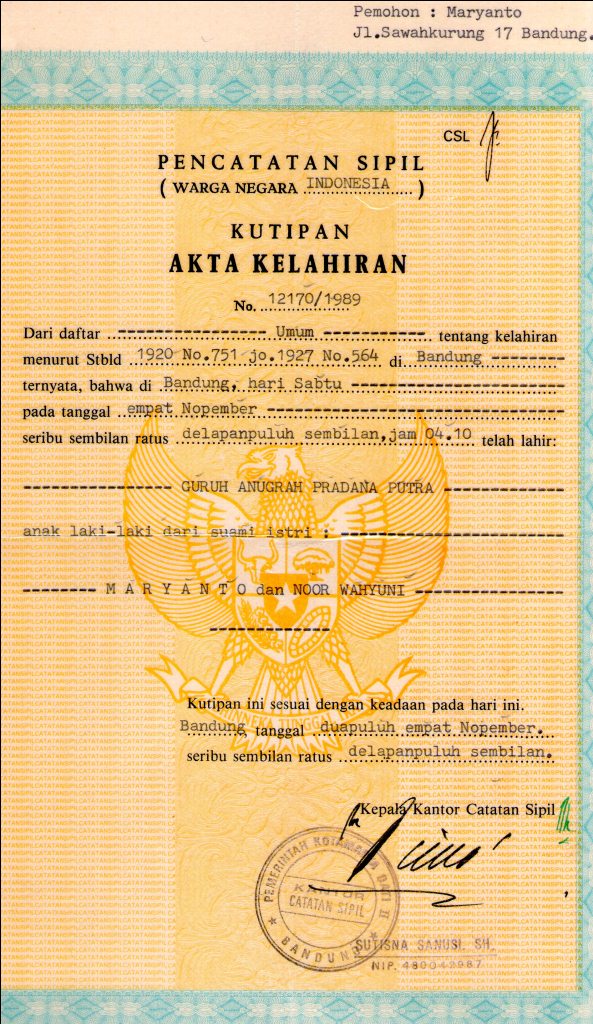 Pemohon : Maryanto
Jl.Sawahkurung 17 Bandung.
CSL
PENCATATAN SIPIL
( WARGA NEGARA INDONESIA )
KUTIPAN
AKTA KELAHIRAN
No. 12170/1989
Dari daftar ------------------ Umum ------------ tentang kelahiran
menurut Stbld 1920 No.751 jo.1927 No.564 di Bandung ---------
ternyata, bahwa di Bandung, hari Sabtu -------------------------
pada tanggal empat Nopember ------------------------------------
seribu sembilan ratus delapanpuluh sembilan,jam 04.10 telah lahir:
------------------ GURUH ANUGRAH PRADANA PUTRA ---------------
anak laki-laki dari suami istri : ---------------------------
--------- M A R Y A N T O dan NOOR WAHYUNI ------------------
---------------
Kutipan ini sesuai dengan keadaan pada hari ini.
Bandung tanggal duapuluh empat Nopember.
seribu sembilan ratus delapanpuluh sembilan.
Kepala Kantor Catatan Sipil
PEMERINTAH KOTAMADYA DATI II
KANTOR
CATATAN SIPIL
★ BANDUNG ★
SUTISNA SANUSI, SH.
NIP. 480042987